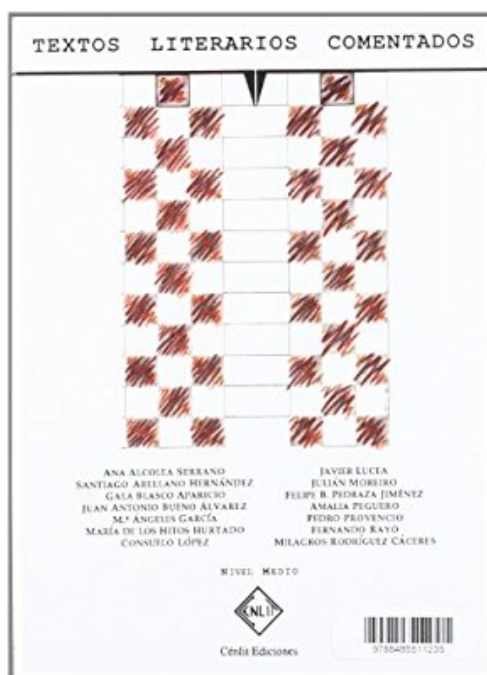 TEXTOS LITERARIOS COMENTADOS
ANA ALCOLEA SERRANO
SANTIAGO ARELLANO HERNÁNDEZ
GALA BLASCO APARICIO
JUAN ANTONIO BUENO ÁLVAREZ
M.ª ÁNGELES GARCÍA
MARÍA DE LOS HITOS HURTADO
CONSUELO LÓPEZ
JAVIER LUCEA
JULIÁN MOREIRO
FELIPE B. PEDRAZA JIMÉNEZ
AMALIA PEGUERO
PEDRO PROVENCIO
FERNANDO RAYO
MILAGROS RODRÍGUEZ CÁCERES
NIVEL MEDIO
CNLIT
Cénlit Ediciones
9788485511235